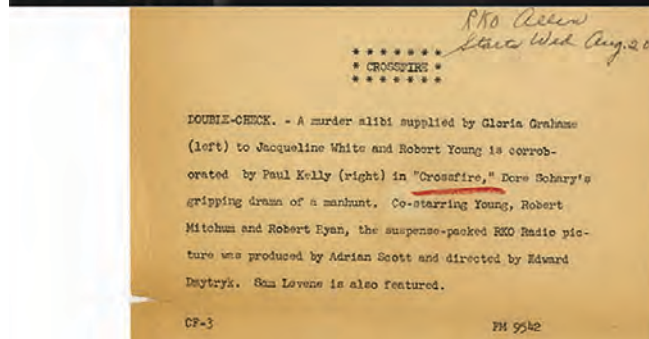 RKO Allen
Starts Wed Aug. 20
* * * * * * *
* CROSSFIRE *
* * * * * * *
DOUBLE-CHECK. - A murder alibi supplied by Gloria Grahame
(left) to Jacqueline White and Robert Young is corrob-
orated by Paul Kelly (right) in "Crossfire," Dore Schary's
gripping drama of a manhunt. Co-starring Young, Robert
Mitchum and Robert Ryan, the suspense-packed RKO Radio pic-
ture was produced by Adrian Scott and directed by Edward
Dmytryk. Sam Levene is also featured.
CF-3 PM 9542